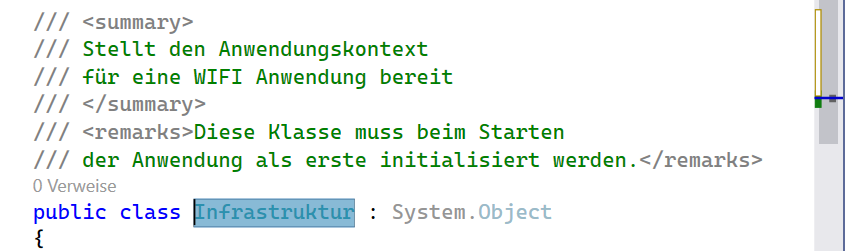 /// <summary>
/// Stellt den Anwendungskontext
/// für eine WIFI Anwendung bereit
/// </summary>
/// <remarks>Diese Klasse muss beim Starten
/// der Anwendung als erste initialisiert werden.</remarks>
0 Verweise
public class Infrastruktur : System.Object
{